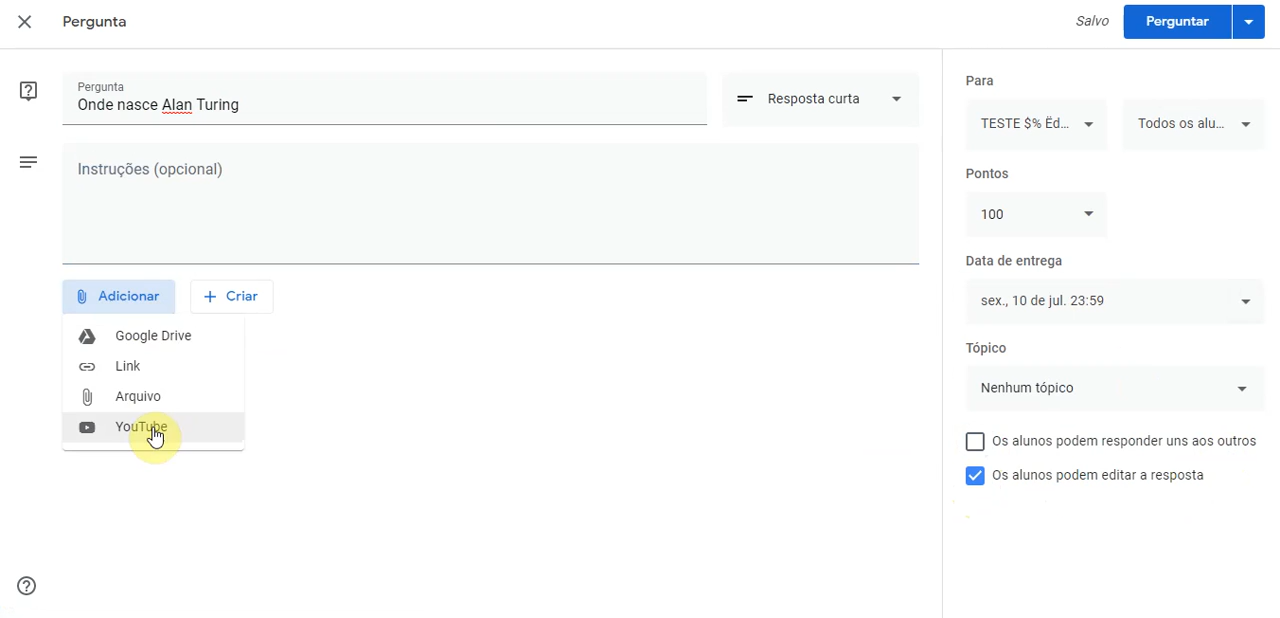 Pergunta
Salvo
Perguntar
Pergunta
Onde nasce Alan Turing
Resposta curta
Instruções (opcional)
Adicionar
Criar
Google Drive
Link
Arquivo
YouTube
Para
TESTE $% Ëd...
Todos os alu...
Pontos
100
Data de entrega
sex., 10 de jul. 23:59
Tópico
Nenhum tópico
Os alunos podem responder uns aos outros
Os alunos podem editar a resposta